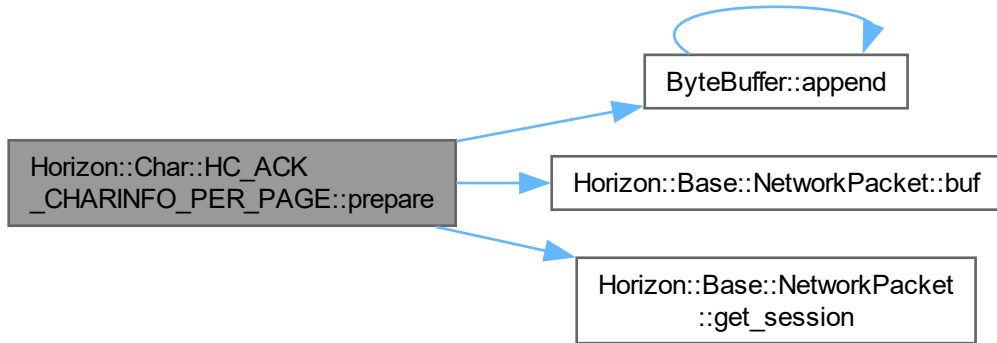 ByteBuffer::append
Horizon::Char::HC_ACK
_CHARINFO_PER_PAGE::prepare
Horizon::Base::NetworkPacket::buf
Horizon::Base::NetworkPacket
::get_session